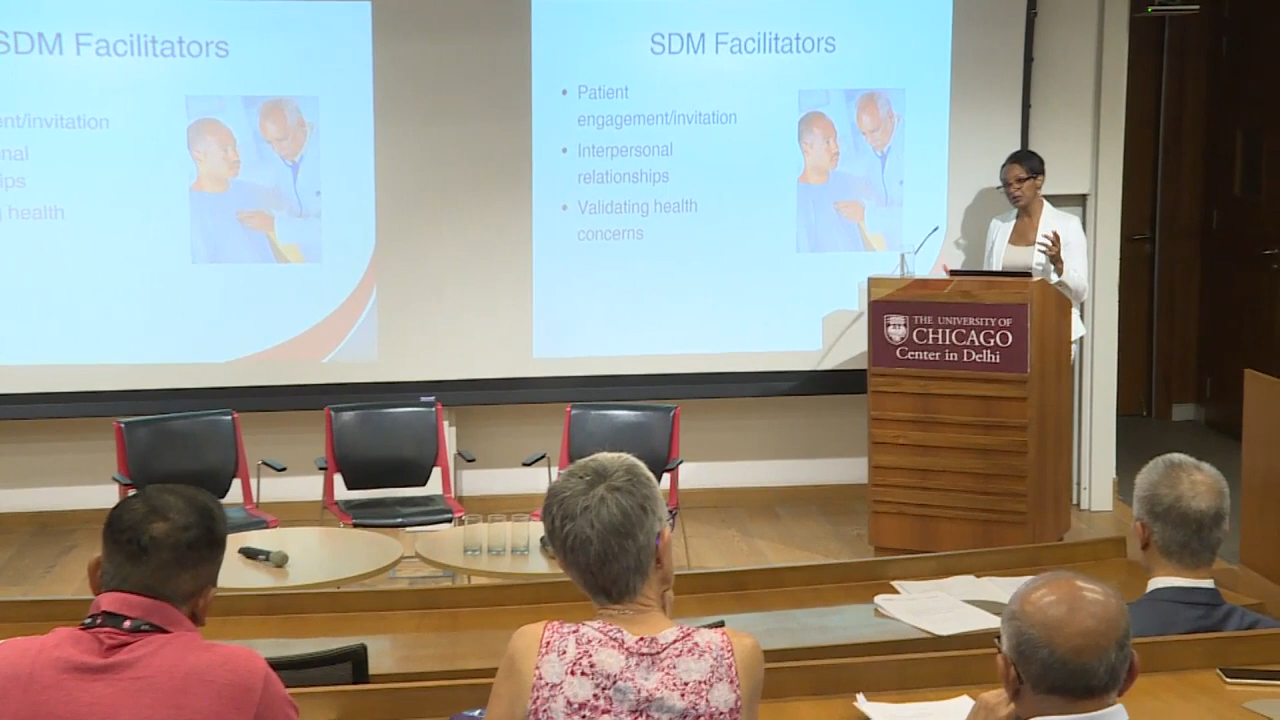 SDM Facilitators
ent/invitation
nal
ips
health
SDM Facilitators
• Patient
engagement/invitation
• Interpersonal
relationships
• Validating health
concerns
THE UNIVERSITY OF
CHICAGO
Center in Delhi